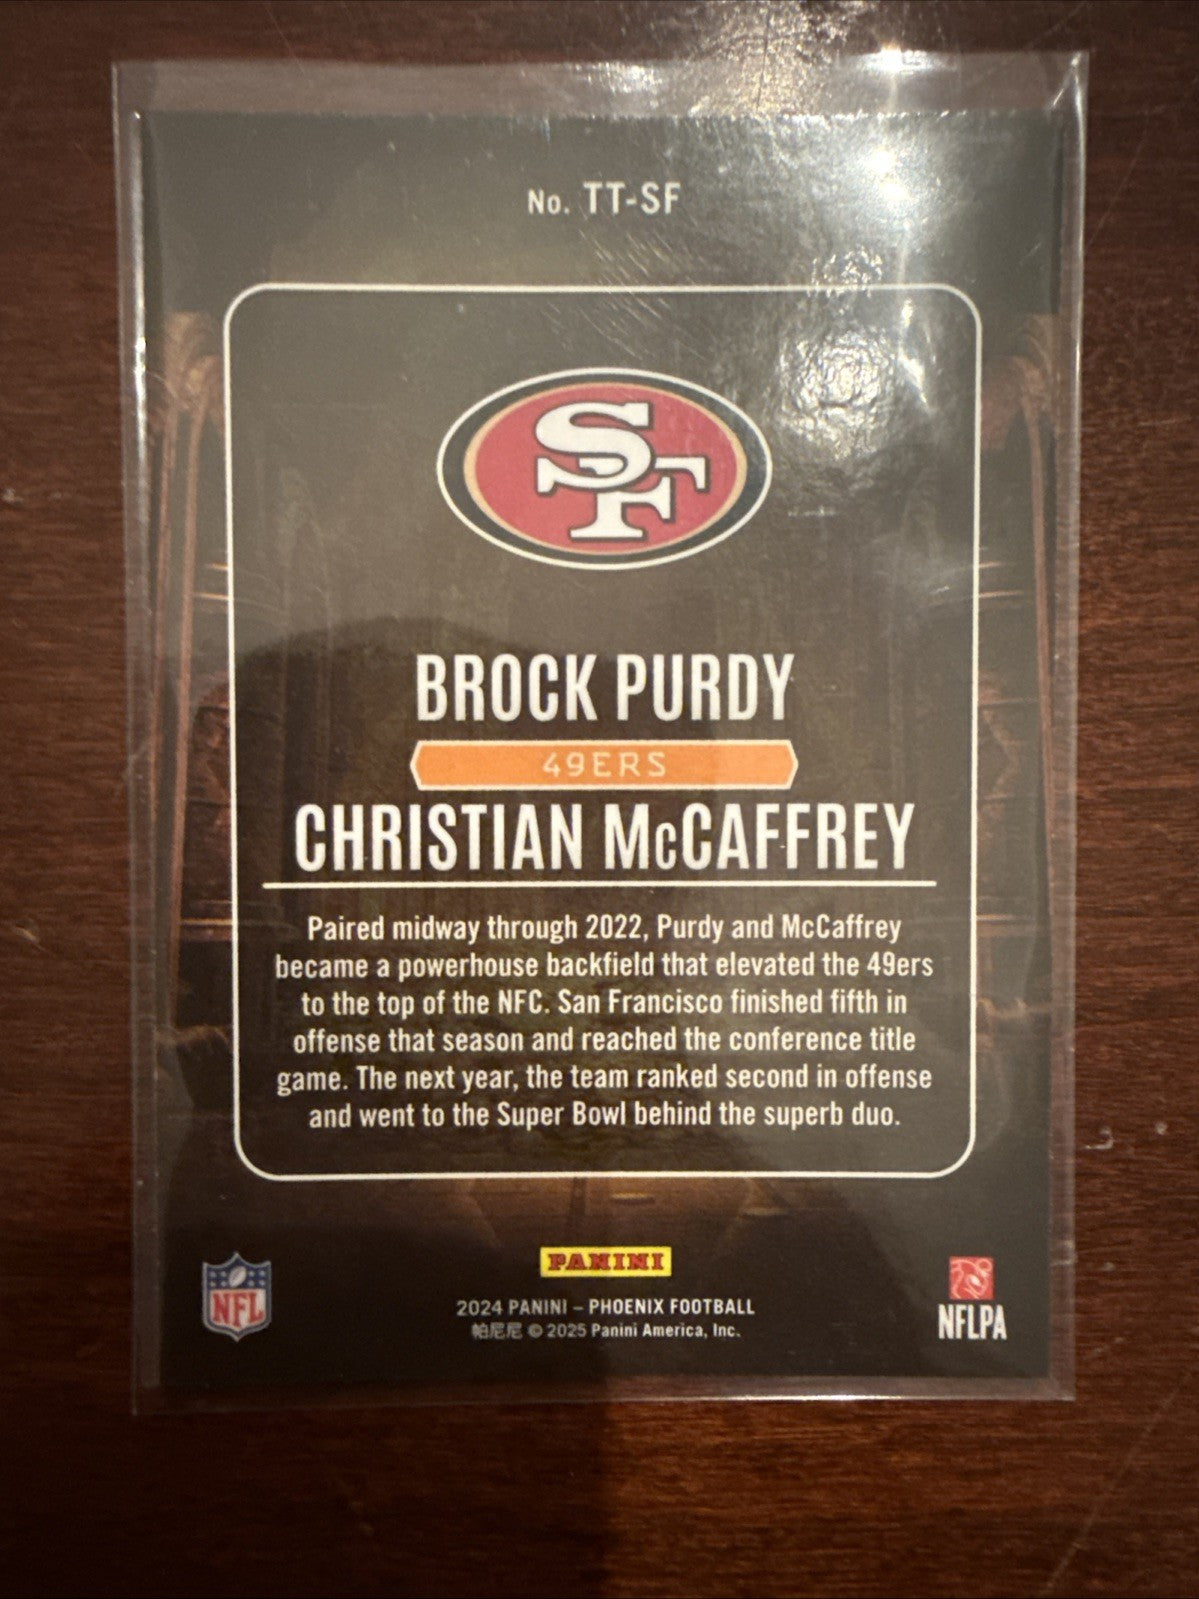 No. TT-SF
SF
BROCK PURDY
49ERS
CHRISTIAN McCAFFREY
Paired midway through 2022, Purdy and McCaffrey
became a powerhouse backfield that elevated the 49ers
to the top of the NFC. San Francisco finished fifth in
offense that season and reached the conference title
game. The next year, the team ranked second in offense
and went to the Super Bowl behind the superb duo.
PANINI
NFL
2024 PANINI – PHOENIX FOOTBALL
帕尼尼 © 2025 Panini America, Inc.
NFLPA